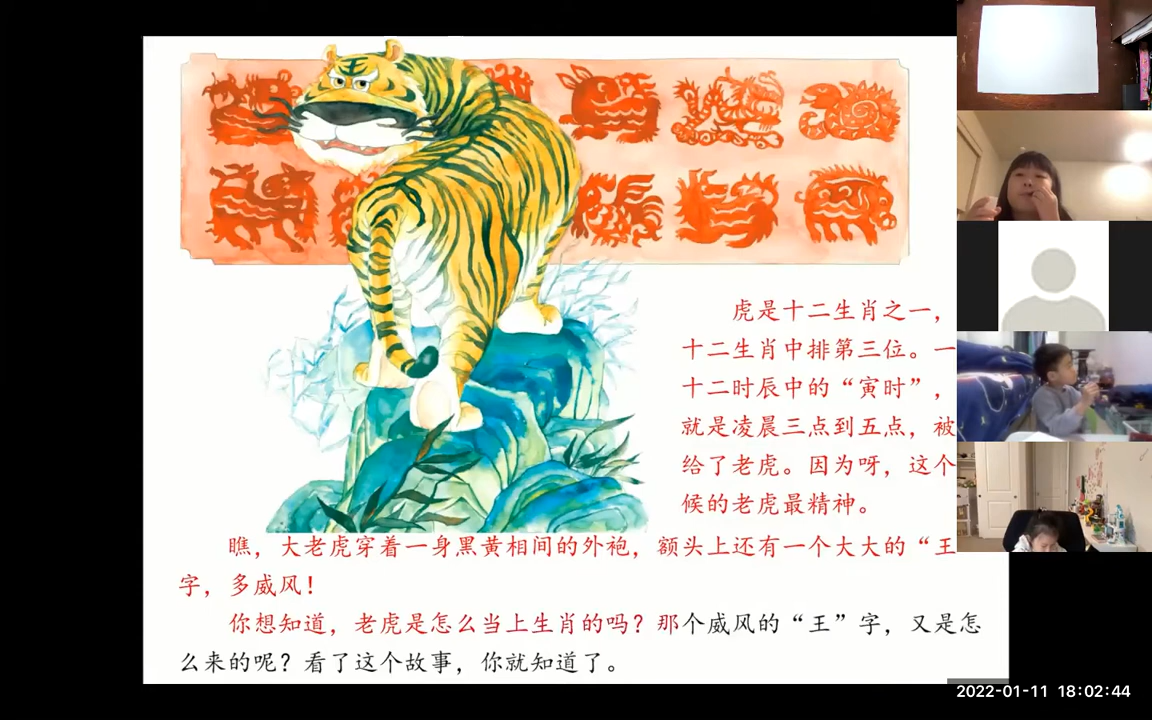 虎是十二生肖之一，
十二生肖中排第三位。一
十二时辰中的“寅时”，
就是凌晨三点到五点，被
给了老虎。因为呀，这个
候的老虎最精神。
瞧，大老虎穿着一身黑黄相间的外袍，额头上还有一个大大的“王
字，多威风！
你想知道，老虎是怎么当上生肖的吗？那个威风的“王”字，又是怎
么来的呢？看了这个故事，你就知道了。
2022-01-11 18:02:44